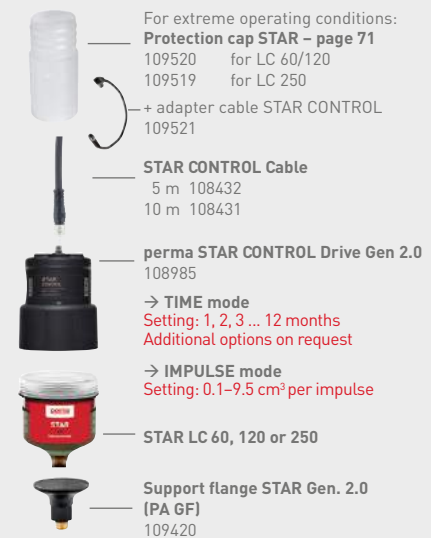 For extreme operating conditions:
Protection cap STAR – page 71
109520 for LC 60/120
109519 for LC 250
+ adapter cable STAR CONTROL
109521
STAR CONTROL Cable
5 m 108432
10 m 108431
perma STAR CONTROL Drive Gen 2.0
108985
→ TIME mode
Setting: 1, 2, 3 ... 12 months
Additional options on request
→ IMPULSE mode
Setting: 0.1–9.5 cm³ per impulse
perma
STAR
STAR LC 60, 120 or 250
Support flange STAR Gen. 2.0
(PA GF)
109420